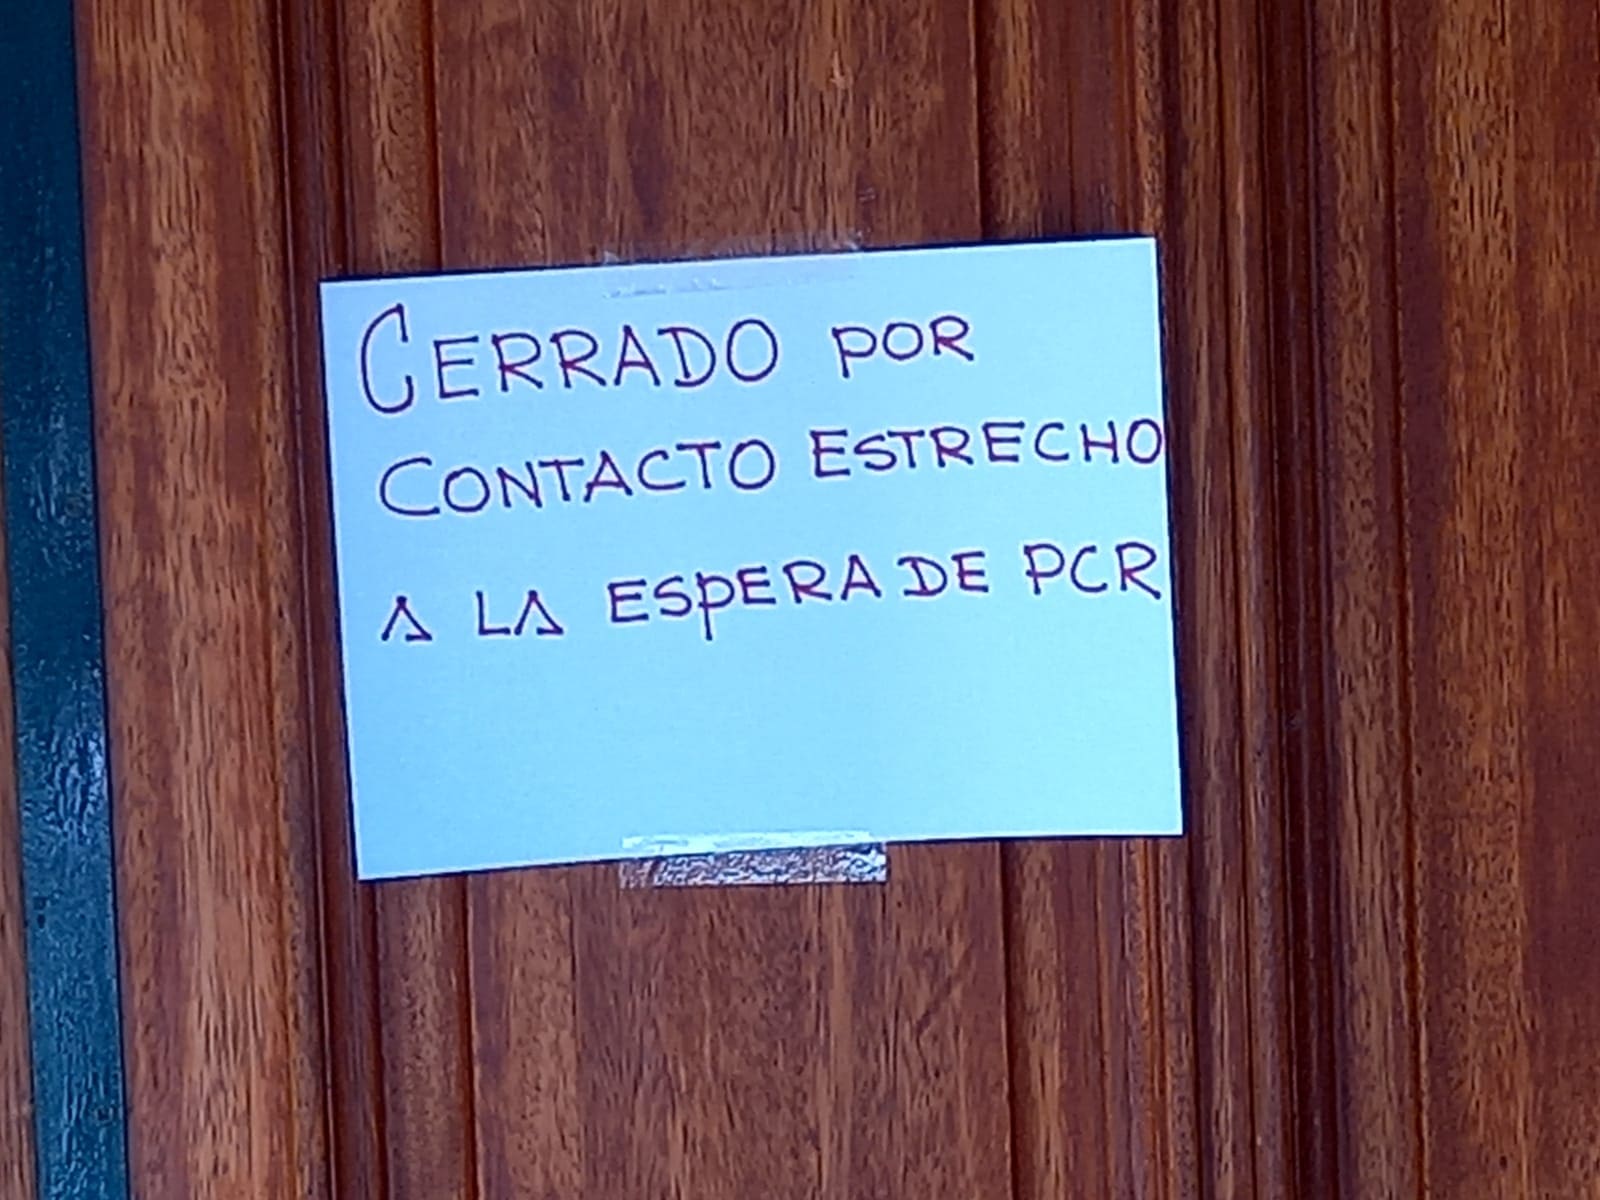 CERRADO POR
CONTACTO ESTRECHO
A LA ESPERA DE PCR